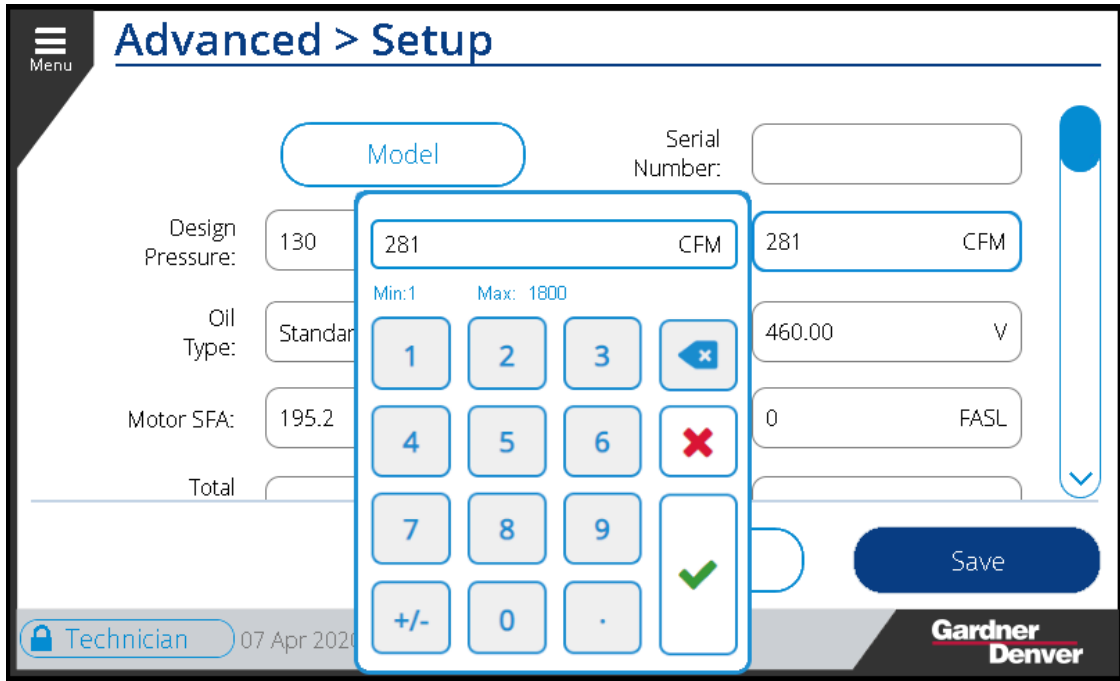 Menu
Advanced > Setup
Model
Serial
Number:
Design
Pressure:
130
281 CFM
281 CFM
Min:1 Max: 1800
Oil
Type:
Standar
1 2 3
460.00 V
Motor SFA:
195.2
4 5 6
0 FASL
Total
7 8 9
Save
+/- 0 .
Technician
07 Apr 2020
Gardner
Denver